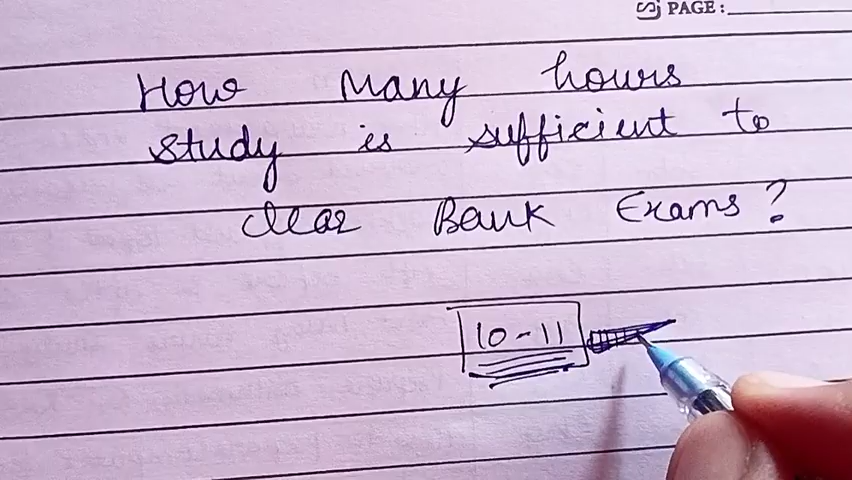 PAGE:
How Many hours
study is sufficient to
clear Bank Exams?
10-11